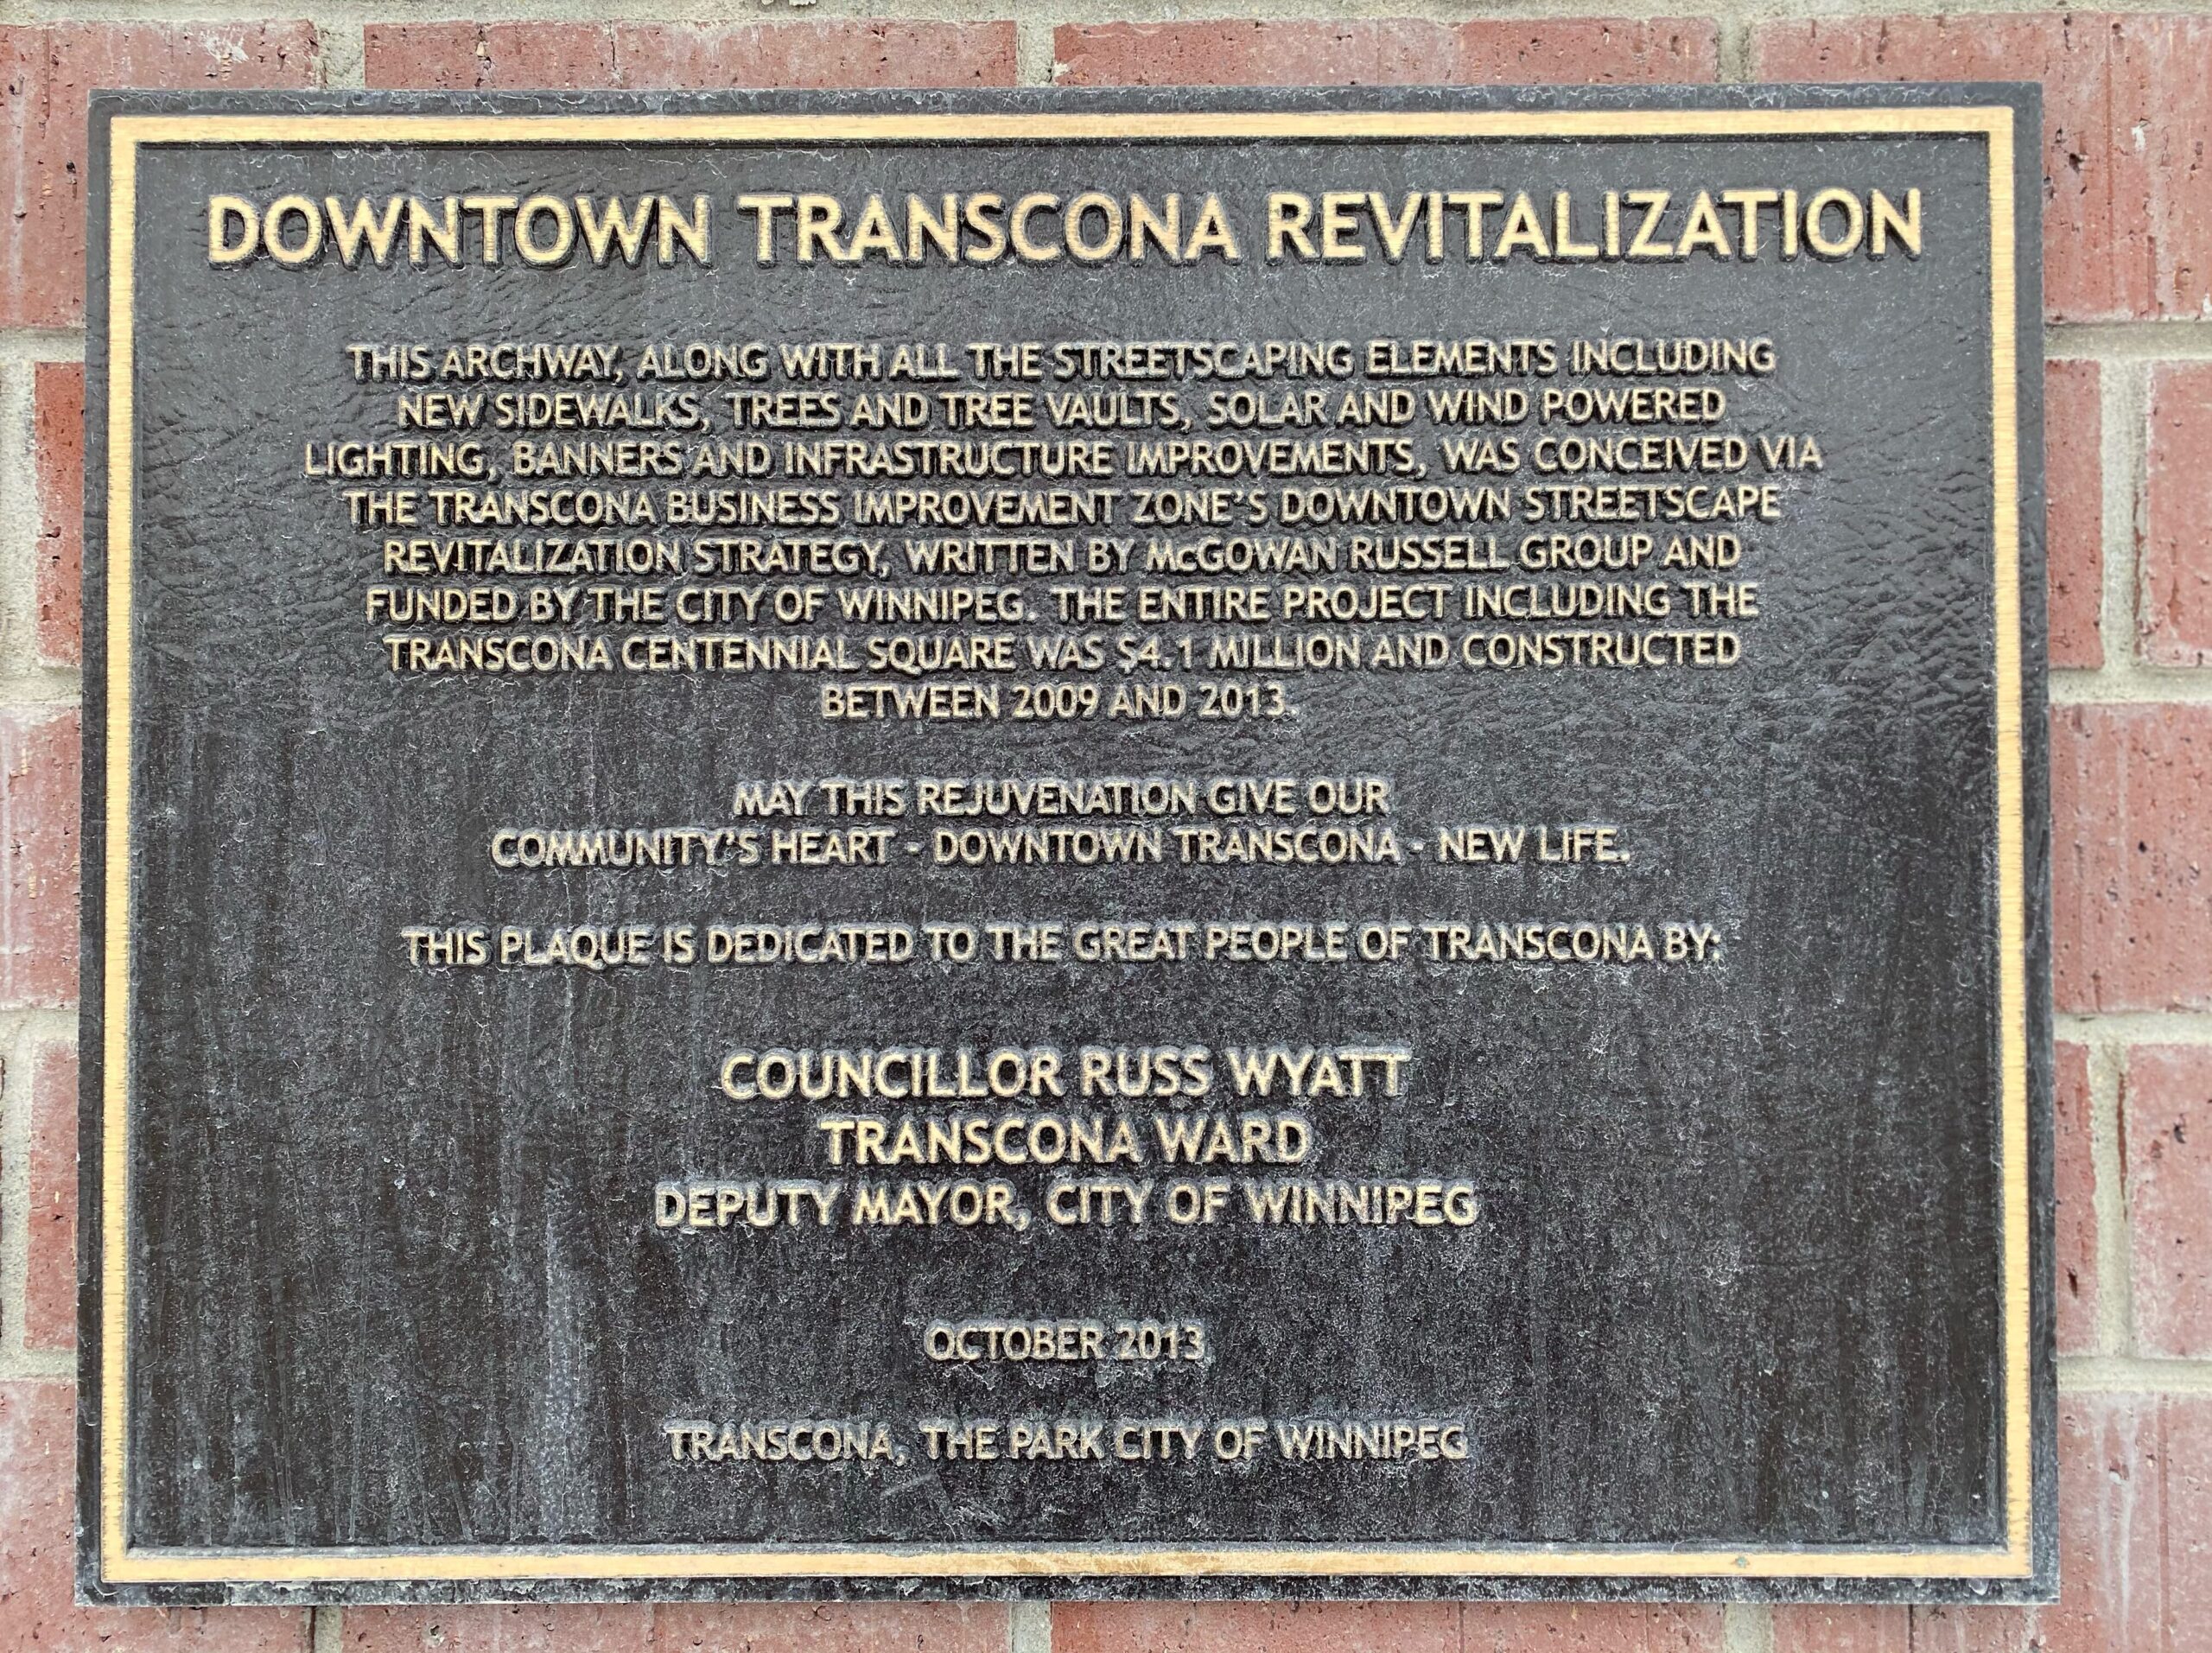 DOWNTOWN TRANSCONA REVITALIZATION
THIS ARCHWAY, ALONG WITH ALL THE STREETSCAPING ELEMENTS INCLUDING
NEW SIDEWALKS, TREES AND TREE VAULTS, SOLAR AND WIND POWERED
LIGHTING, BANNERS AND INFRASTRUCTURE IMPROVEMENTS, WAS CONCEIVED VIA
THE TRANSCONA BUSINESS IMPROVEMENT ZONE'S DOWNTOWN STREETSCAPE
REVITALIZATION STRATEGY, WRITTEN BY McGOWAN RUSSELL GROUP AND
FUNDED BY THE CITY OF WINNIPEG. THE ENTIRE PROJECT INCLUDING THE
TRANSCONA CENTENNIAL SQUARE WAS $4.1 MILLION AND CONSTRUCTED
BETWEEN 2009 AND 2013.
MAY THIS REJUVENATION GIVE OUR
COMMUNITY'S HEART - DOWNTOWN TRANSCONA - NEW LIFE.
THIS PLAQUE IS DEDICATED TO THE GREAT PEOPLE OF TRANSCONA BY:
COUNCILLOR RUSS WYATT
TRANSCONA WARD
DEPUTY MAYOR, CITY OF WINNIPEG
OCTOBER 2013
TRANSCONA, THE PARK CITY OF WINNIPEG